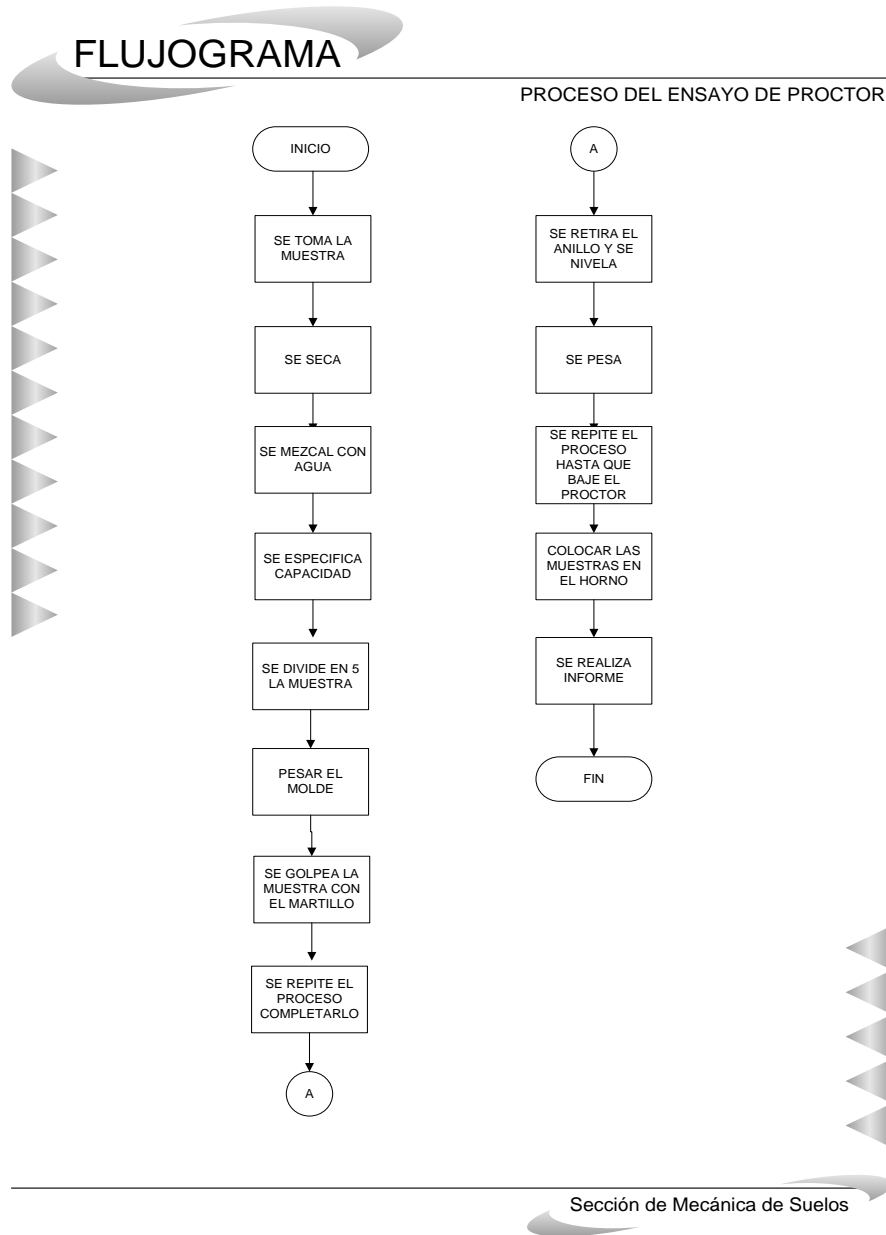 FLUJOGRAMA
PROCESO DEL ENSAYO DE PROCTOR
INICIO
SE TOMA LA
MUESTRA
SE SECA
SE MEZCAL CON
AGUA
SE ESPECIFICA
CAPACIDAD
SE DIVIDE EN 5
LA MUESTRA
PESAR EL
MOLDE
SE GOLPEA LA
MUESTRA CON
EL MARTILLO
SE REPITE EL
PROCESO
COMPLETARLO
A
A
SE RETIRA EL
ANILLO Y SE
NIVELA
SE PESA
SE REPITE EL
PROCESO
HASTA QUE
BAJE EL
PROCTOR
COLOCAR LAS
MUESTRAS EN
EL HORNO
SE REALIZA
INFORME
FIN
Sección de Mecánica de Suelos